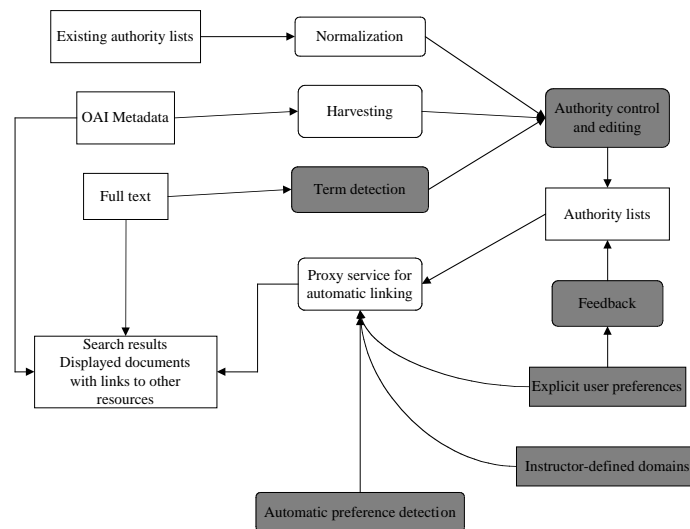 Existing authority lists
Normalization
OAI Metadata
Harvesting
Authority control
and editing
Full text
Term detection
Authority lists
Proxy service for
automatic linking
Feedback
Search results
Displayed documents
with links to other
resources
Explicit user preferences
Instructor-defined domains
Automatic preference detection